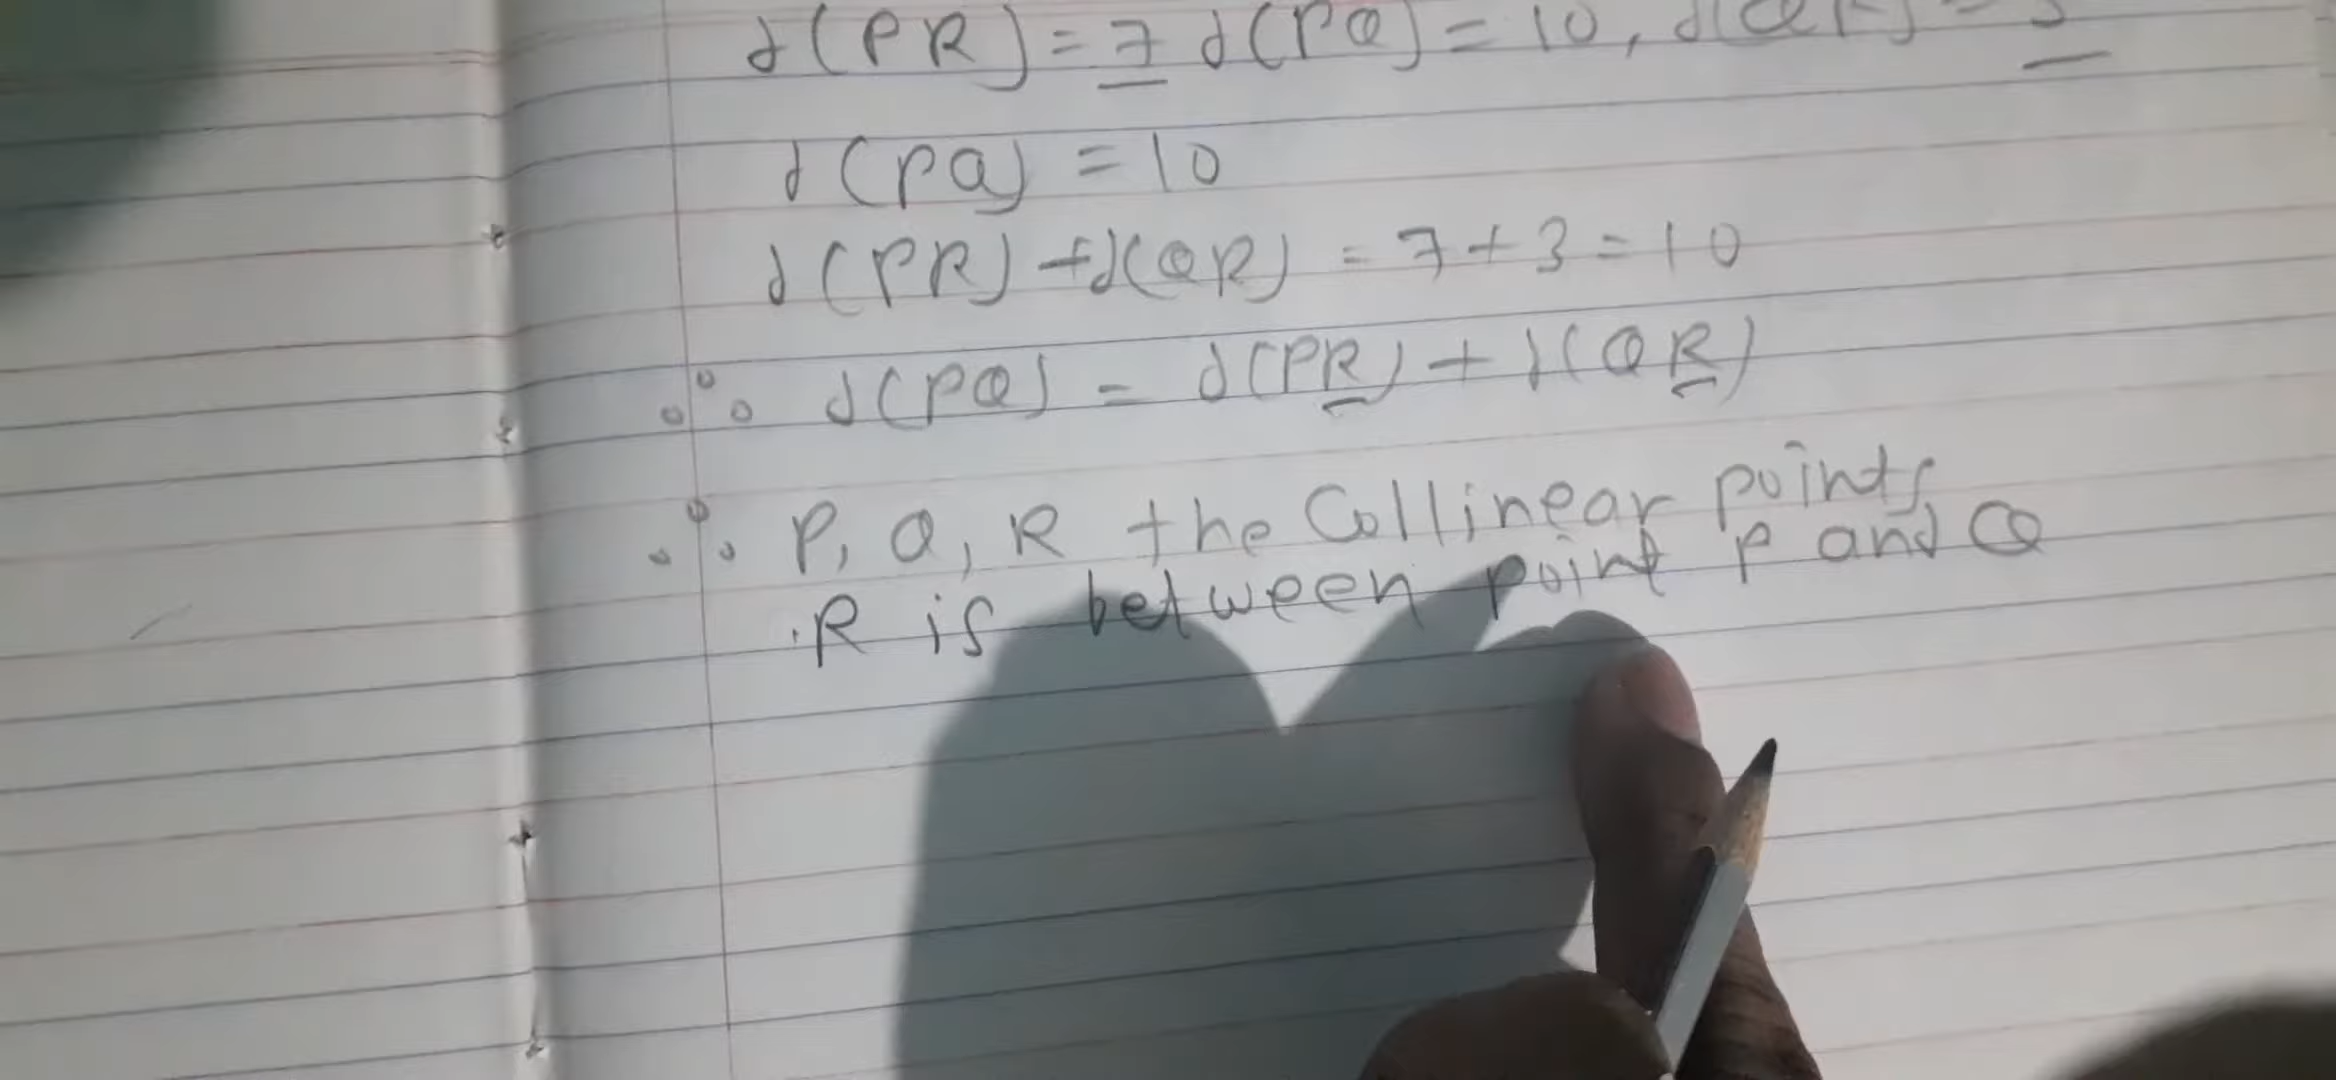 d(PR) = 7 d(PQ) = 10, d(QR) = 3
d(PQ) = 10
d(PR) + d(QR) = 7 + 3 = 10
∴ d(PQ) = d(PR) + d(QR)
∴ P, Q, R the Collinear points
.R is between point P and Q